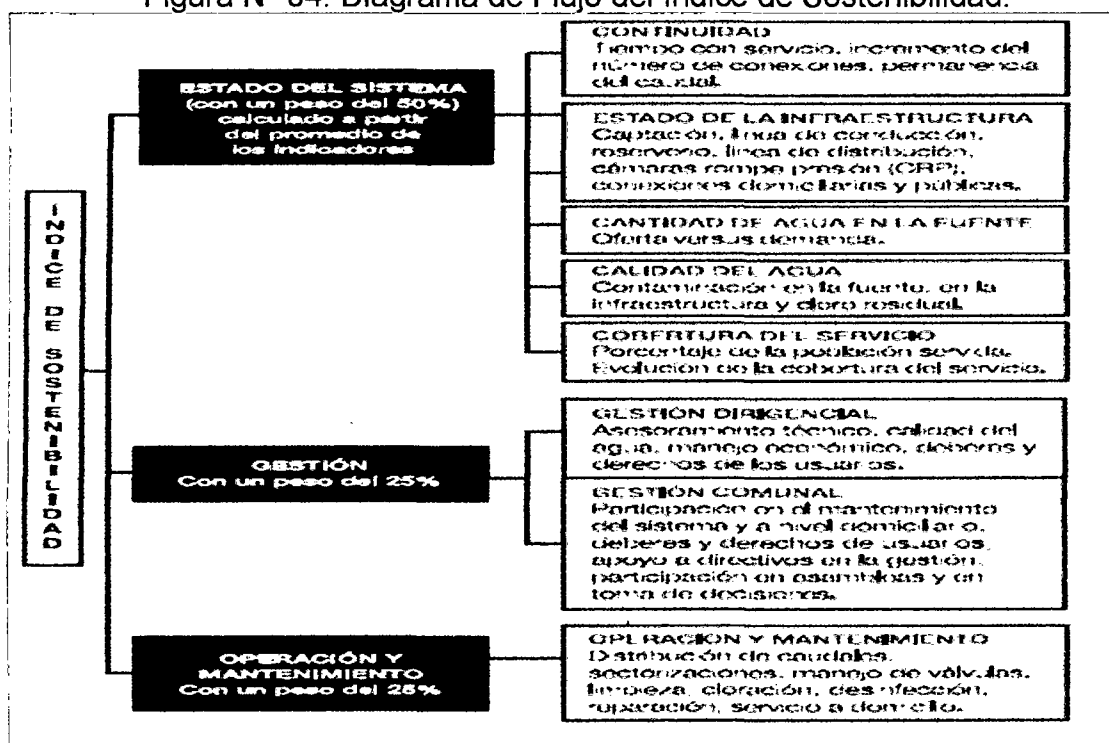 Figura N° 04: Diagrama de Flujo del Índice de Sostenibilidad.
INDICE DE SOSTENIBILIDAD
ESTADO DEL SISTEMA
(con un peso del 50%)
calculado a partir
del promedio de
los indicadores
CONTINUIDAD
Tiempo con servicio, incremento del
número de conexiones, permanencia
del caudal.
ESTADO DE LA INFRAESTRUCTURA
Captación, línea de conducción,
reservorio, línea de distribución,
cámaras rompe presión (CRP),
conexiones domiciliarias y públicas.
CANTIDAD DE AGUA EN LA FUENTE
Oferta versus demanda.
CALIDAD DEL AGUA
Contaminación en la fuente, en la
infraestructura y cloro residual.
COBERTURA DEL SERVICIO
Porcentaje de la población servida.
Evolución de la cobertura del servicio.
GESTIÓN
Con un peso del 25%
GESTIÓN DIRIGENCIAL
Asesoramiento técnico, calidad del
agua, manejo económico, deberes y
derechos de los usuarios.
GESTIÓN COMUNAL
Participación en el mantenimiento
del sistema y a nivel domiciliario,
deberes y derechos de usuarios,
apoyo a directivos en la gestión,
participación en asambleas y en
toma de decisiones.
OPERACIÓN Y
MANTENIMIENTO
Con un peso del 25%
OPERACIÓN Y MANTENIMIENTO
Distribución de caudales,
sectorizaciones, manejo de válvulas,
limpieza, cloración, desinfección,
reparación, servicio a domicilio.